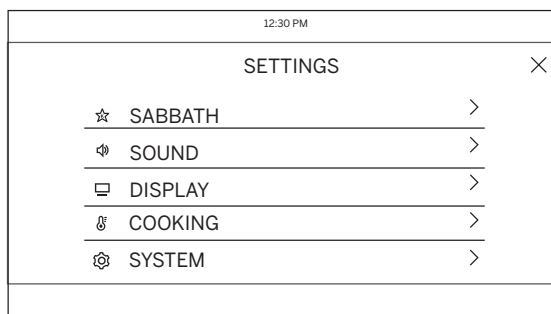 12:30 PM
SETTINGS
SABBATH
SOUND
DISPLAY
COOKING
SYSTEM